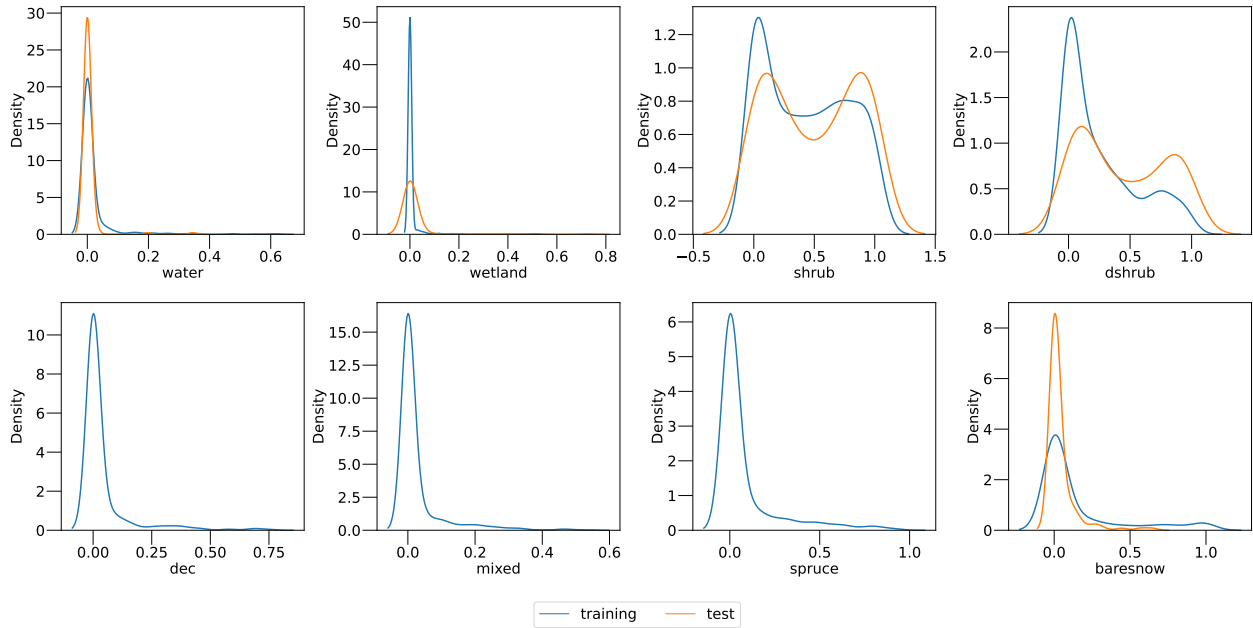 30
25
20
15
10
5
0
Density
0.0 0.2 0.4 0.6
water
50
40
30
20
10
0
Density
0.0 0.2 0.4 0.6 0.8
wetland
1.2
1.0
0.8
0.6
0.4
0.2
0.0
Density
−0.5 0.0 0.5 1.0 1.5
shrub
2.0
1.5
1.0
0.5
0.0
Density
0.0 0.5 1.0
dshrub
10
8
6
4
2
0
Density
0.00 0.25 0.50 0.75
dec
15.0
12.5
10.0
7.5
5.0
2.5
0.0
Density
0.0 0.2 0.4 0.6
mixed
6
5
4
3
2
1
0
Density
0.0 0.5 1.0
spruce
8
6
4
2
0
Density
0.0 0.5 1.0
baresnow
training test